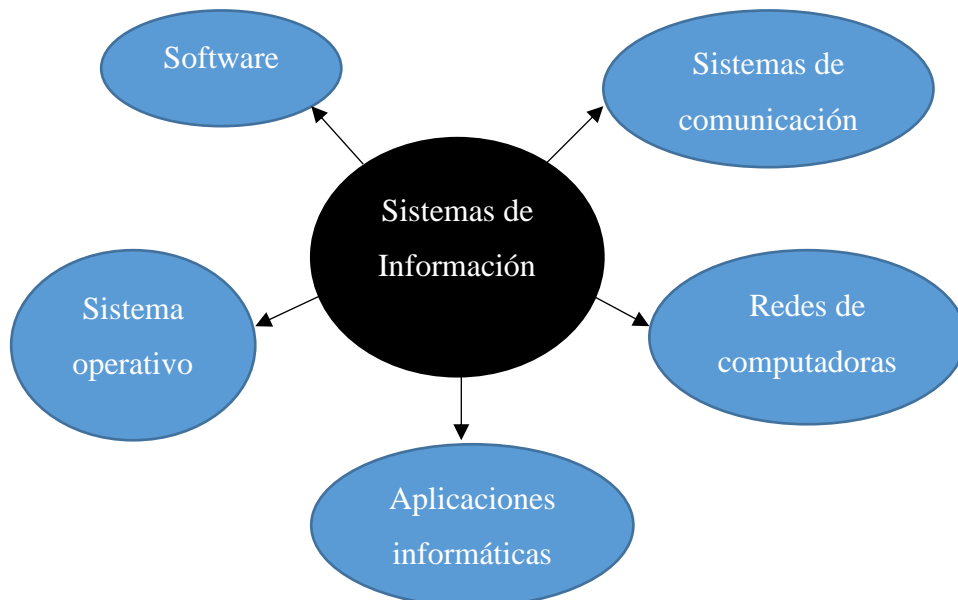 Software
Sistemas de
comunicación
Sistemas de
Información
Sistema
operativo
Redes de
computadoras
Aplicaciones
informáticas